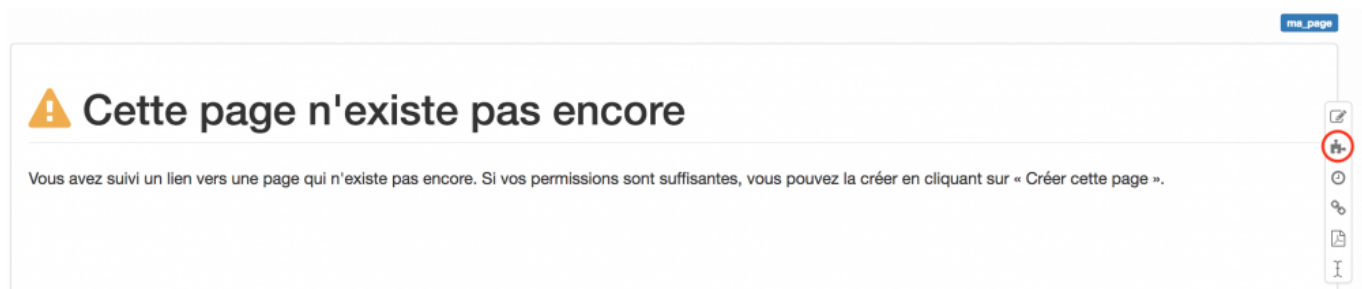 ma_page
Cette page n'existe pas encore
Vous avez suivi un lien vers une page qui n'existe pas encore. Si vos permissions sont suffisantes, vous pouvez la créer en cliquant sur « Créer cette page ».